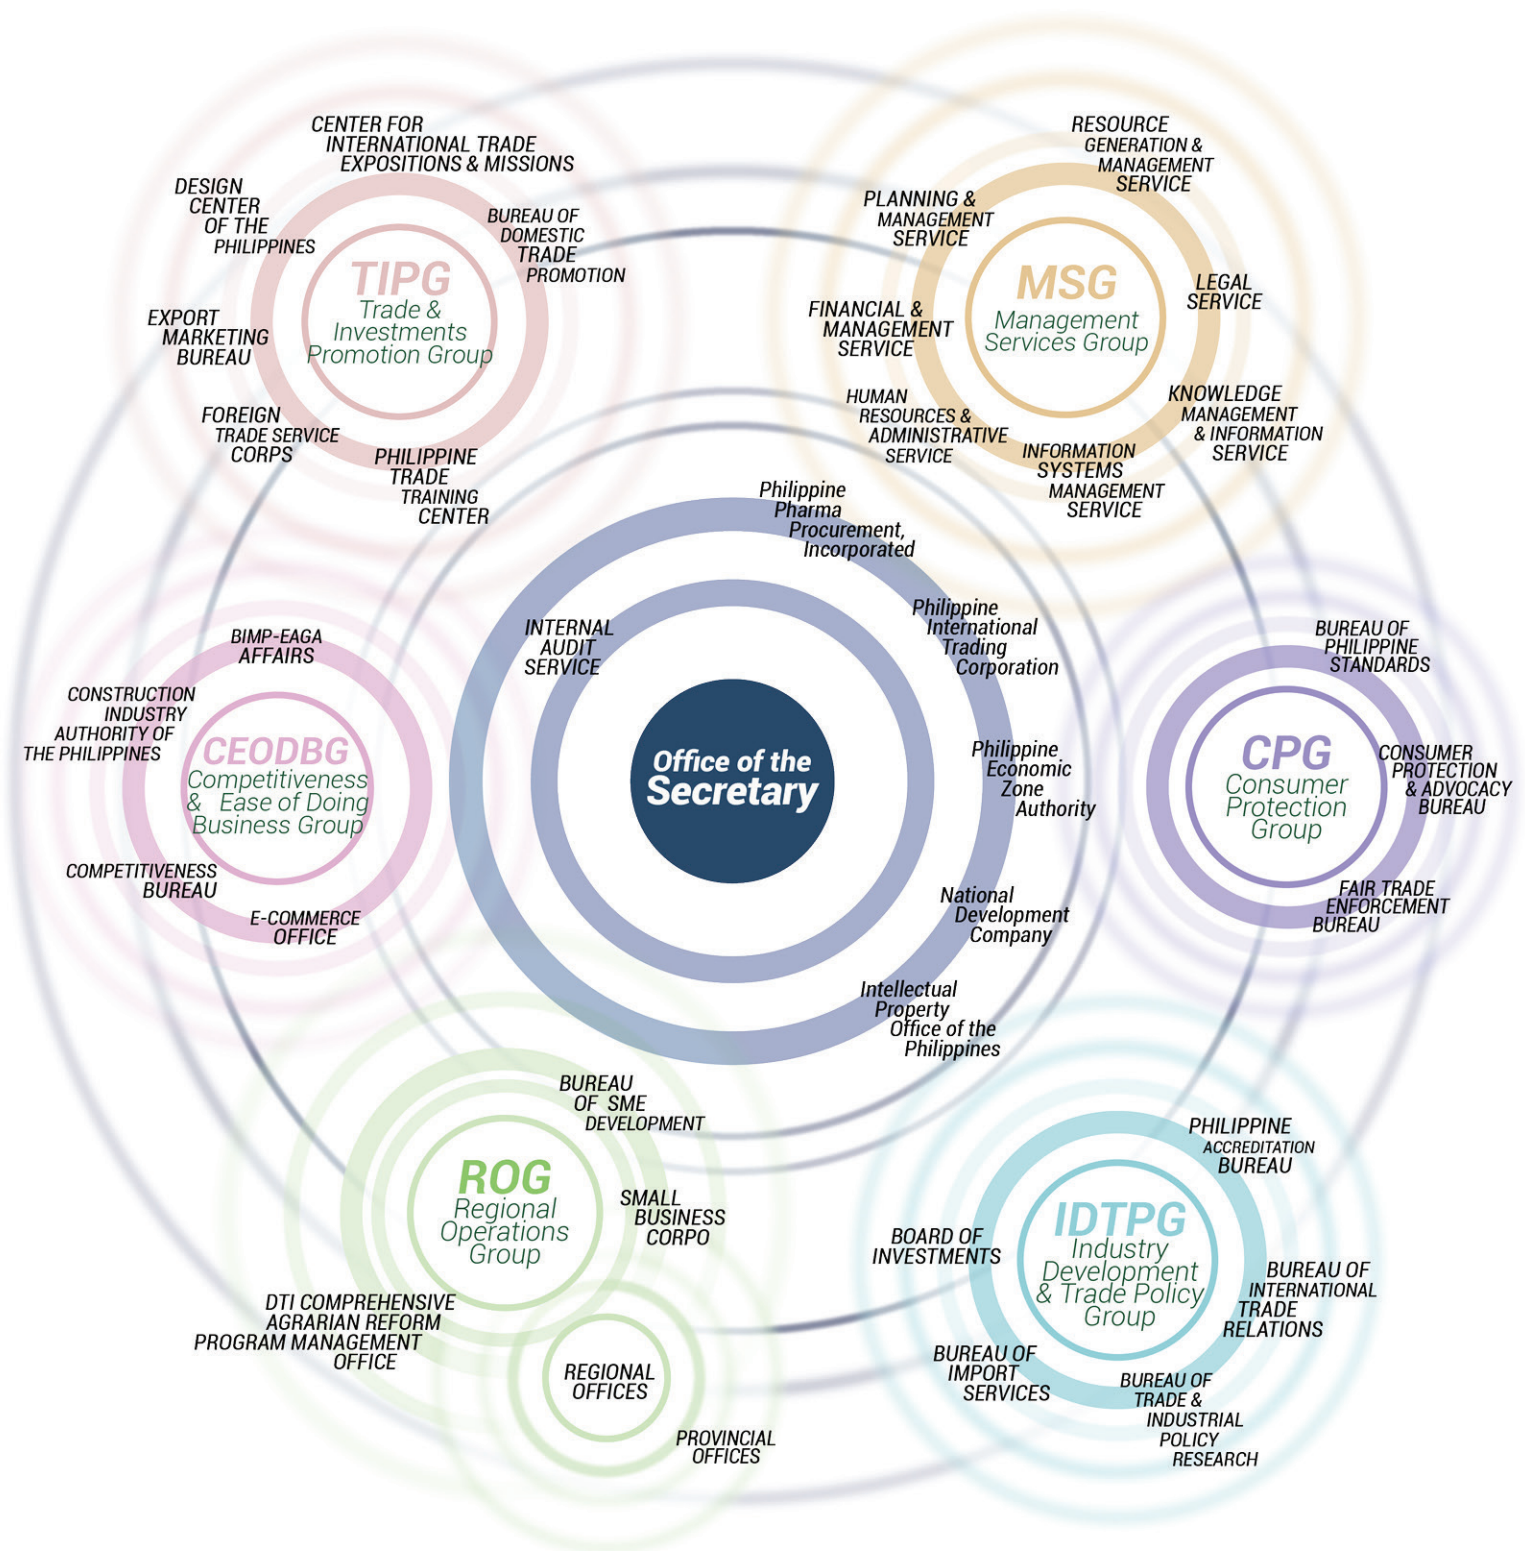 CENTER FOR
INTERNATIONAL TRADE
EXPOSITIONS & MISSIONS
DESIGN
CENTER
OF THE
PHILIPPINES
BUREAU OF
DOMESTIC
TRADE
PROMOTION
TIPG
Trade &
Investments
Promotion Group
EXPORT
MARKETING
BUREAU
FOREIGN
TRADE SERVICE
CORPS
PHILIPPINE
TRADE
TRAINING
CENTER
RESOURCE
GENERATION &
MANAGEMENT
SERVICE
PLANNING &
MANAGEMENT
SERVICE
MSG
Management
Services Group
LEGAL
SERVICE
FINANCIAL &
MANAGEMENT
SERVICE
HUMAN
RESOURCES &
ADMINISTRATIVE
SERVICE
KNOWLEDGE
MANAGEMENT
& INFORMATION
SERVICE
INFORMATION
SYSTEMS
MANAGEMENT
SERVICE
Philippine
Pharma
Procurement,
Incorporated
INTERNAL
AUDIT
SERVICE
Philippine
International
Trading
Corporation
Office of the
Secretary
Philippine
Economic
Zone
Authority
National
Development
Company
Intellectual
Property
Office of the
Philippines
BIMP-EAGA
AFFAIRS
CONSTRUCTION
INDUSTRY
AUTHORITY OF
THE PHILIPPINES
CEODBG
Competitiveness
& Ease of Doing
Business Group
COMPETITIVENESS
BUREAU
E-COMMERCE
OFFICE
BUREAU OF
PHILIPPINE
STANDARDS
CPG
Consumer
Protection
Group
CONSUMER
PROTECTION
& ADVOCACY
BUREAU
FAIR TRADE
ENFORCEMENT
BUREAU
BUREAU
OF SME
DEVELOPMENT
ROG
Regional
Operations
Group
SMALL
BUSINESS
CORPO
DTI COMPREHENSIVE
AGRARIAN REFORM
PROGRAM MANAGEMENT
OFFICE
REGIONAL
OFFICES
PROVINCIAL
OFFICES
PHILIPPINE
ACCREDITATION
BUREAU
BOARD OF
INVESTMENTS
IDTPG
Industry
Development
& Trade Policy
Group
BUREAU OF
INTERNATIONAL
TRADE
RELATIONS
BUREAU OF
IMPORT
SERVICES
BUREAU OF
TRADE &
INDUSTRIAL
POLICY
RESEARCH